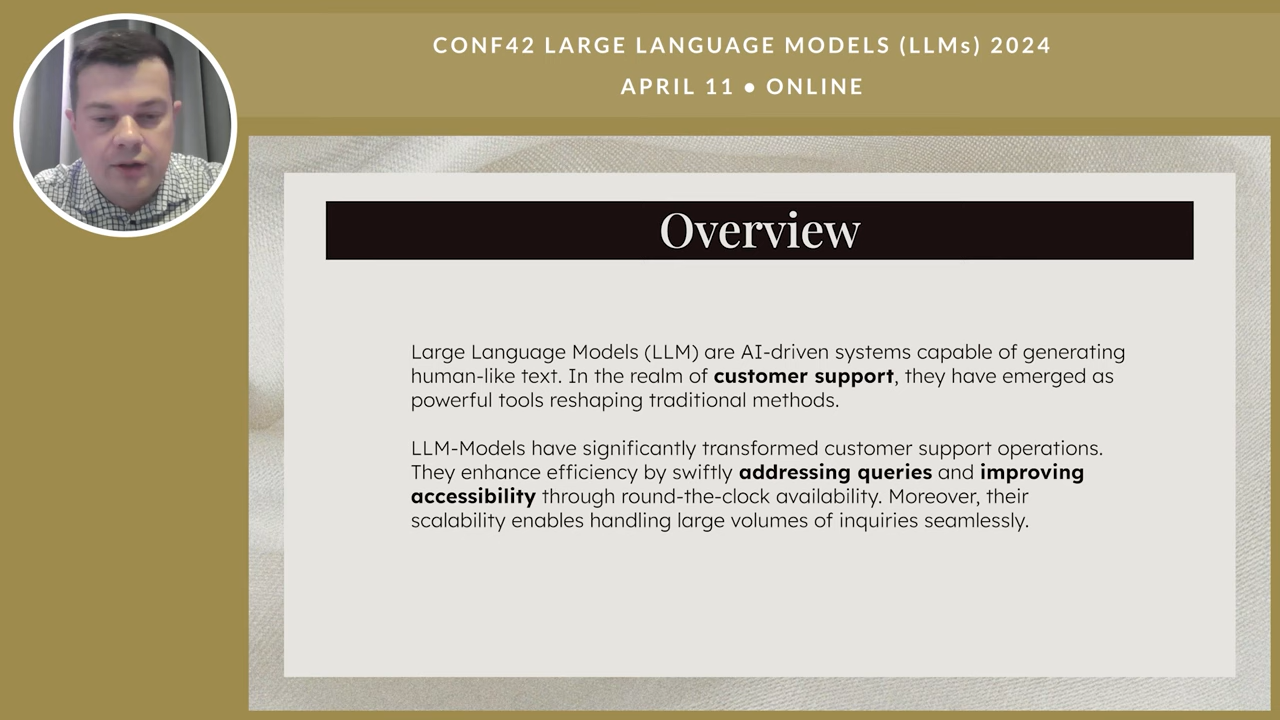 CONF42 LARGE LANGUAGE MODELS (LLMs) 2024
APRIL 11 • ONLINE
Overview
Large Language Models (LLM) are AI-driven systems capable of generating
human-like text. In the realm of customer support, they have emerged as
powerful tools reshaping traditional methods.
LLM-Models have significantly transformed customer support operations.
They enhance efficiency by swiftly addressing queries and improving
accessibility through round-the-clock availability. Moreover, their
scalability enables handling large volumes of inquiries seamlessly.